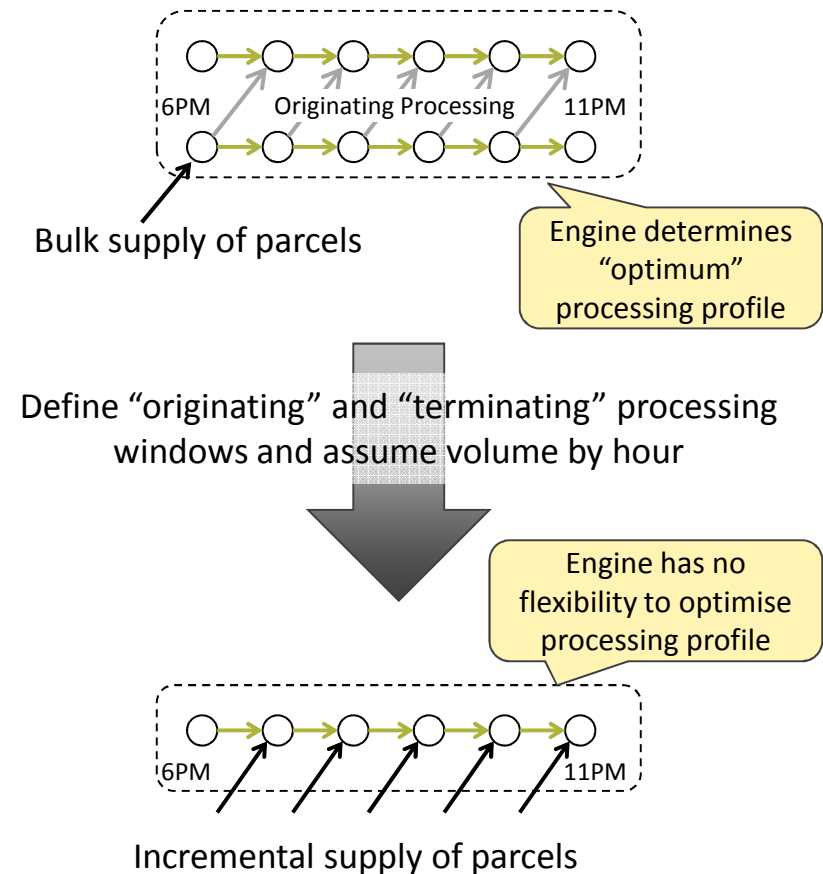 6PM
Originating Processing
11PM
Bulk supply of parcels
Engine determines
“optimum”
processing profile
Define “originating” and “terminating” processing
windows and assume volume by hour
Engine has no
flexibility to optimise
processing profile
6PM
11PM
Incremental supply of parcels